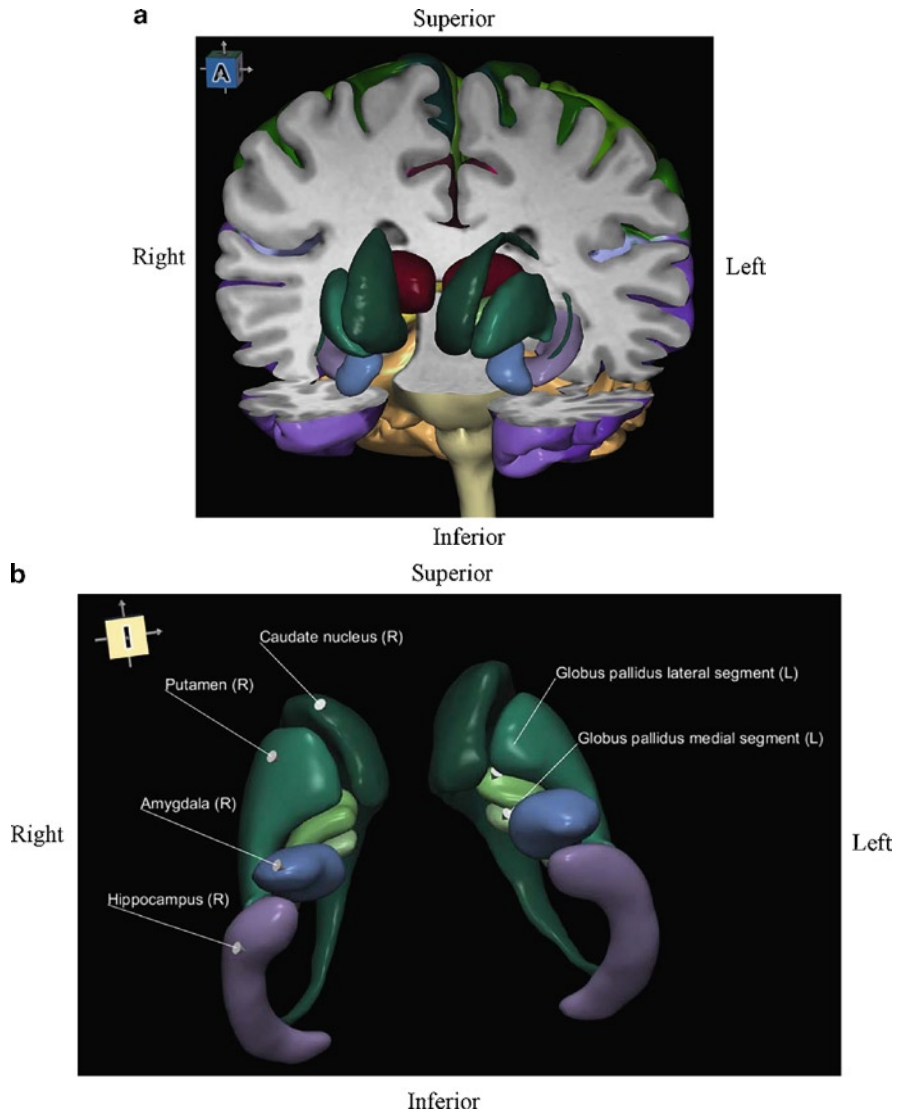 a
Superior
A
Right
Left
Inferior
b
Superior
I
Caudate nucleus (R)
Globus pallidus lateral segment (L)
Putamen (R)
Globus pallidus medial segment (L)
Amygdala (R)
Right
Left
Hippocampus (R)
Inferior